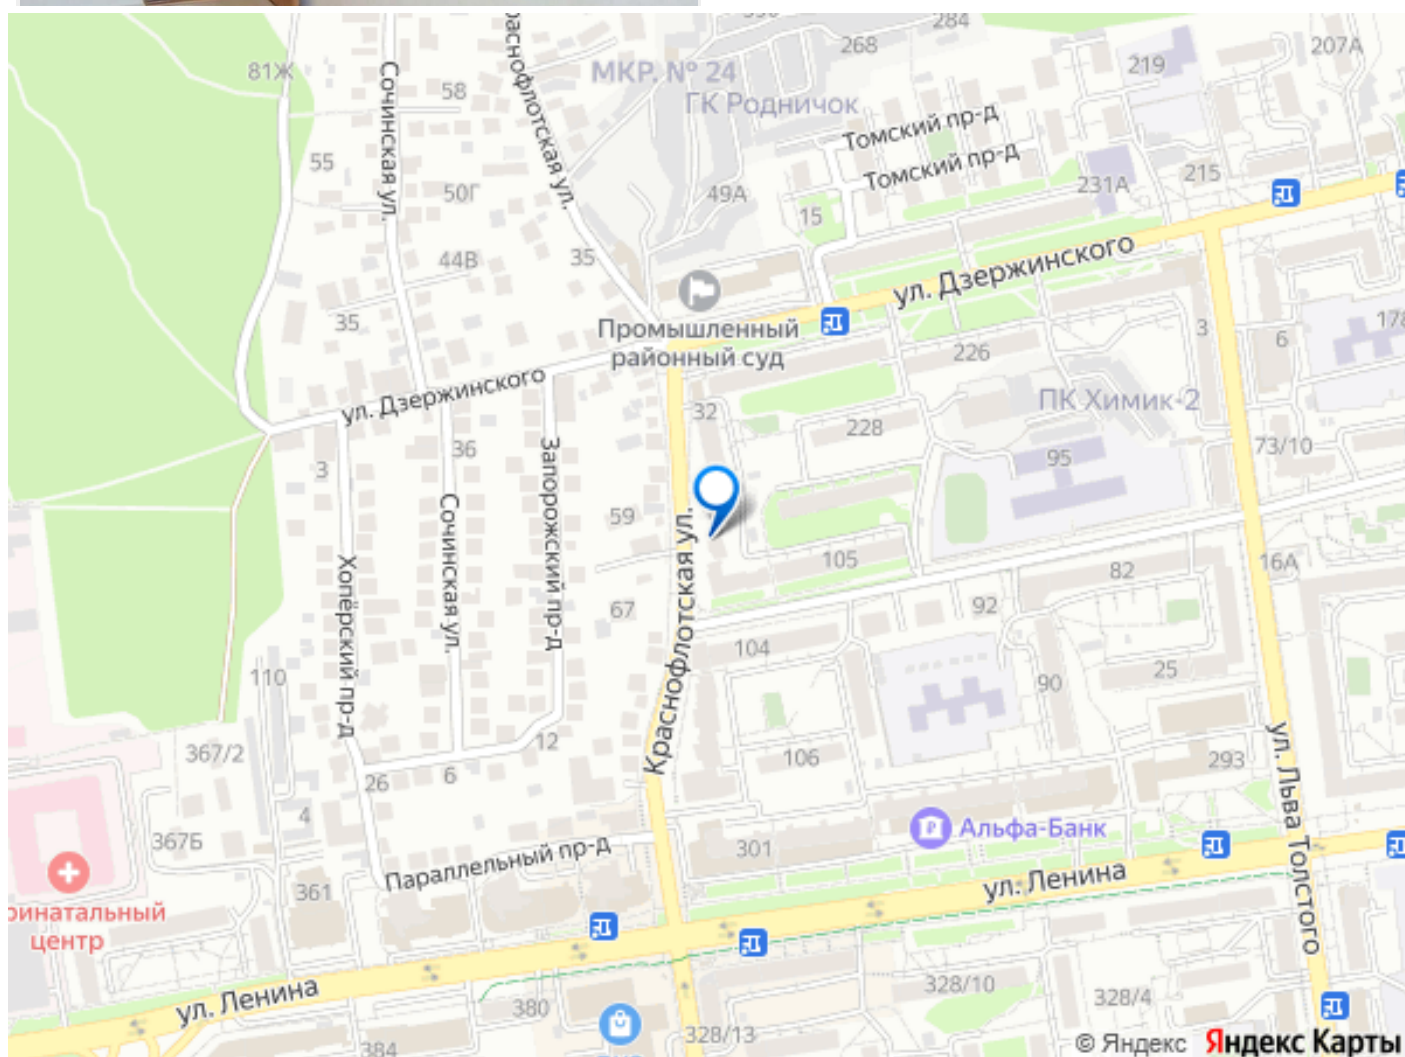 284
268
207А
219
81Ж
МКР. № 24
58
ГК Родничок
Сочинская ул.
раснофлотская ул.
Томский пр-д
Томский пр-д
55
50Г
49А
231А
215
15
44В
35
ул. Дзержинского
35
Промышленный
районный суд
3
6
178
226
ул. Дзержинского
32
ПК Химик-2
228
36
73/10
3
95
Запорожский пр-д
Сочинская ул.
59
Краснофлотская ул.
Хопёрский пр-д
105
16А
82
67
92
104
110
25
90
367/2
12
106
293
26
6
ул. Льва Толстого
4
Альфа-Банк
367Б
301
Параллельный пр-д
361
ул. Ленина
ринатальный
центр
328/10
328/4
ул. Ленина
380
328/13
384
© Яндекс Яндекс Карты